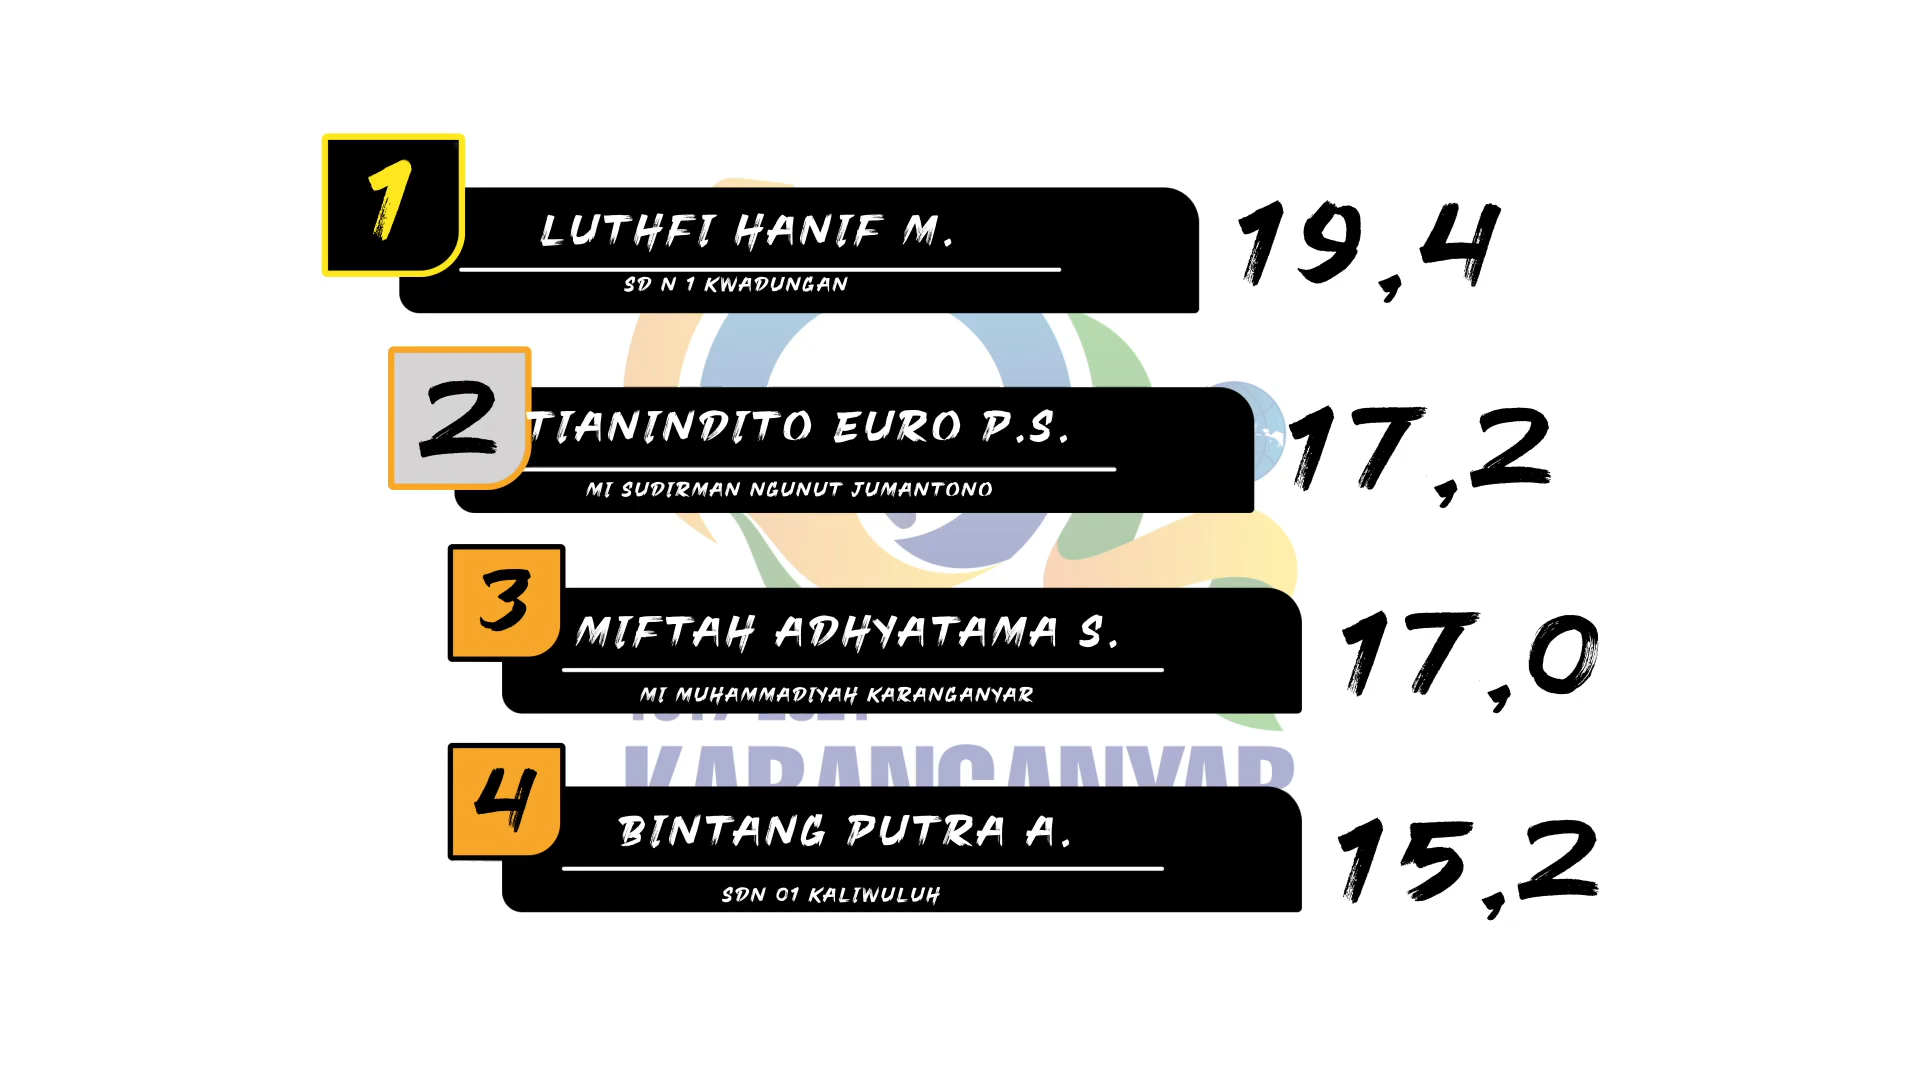 1
LUTHFI HANIF M.
SD N 1 KWADUNGAN
19,4
2
TIANINDITO EURO P.S.
MI SUDIRMAN NGUNUT JUMANTONO
17,2
3
MIFTAH ADHYATAMA S.
MI MUHAMMADIYAH KARANGANYAR
17,0
KARANGANYAR
4
BINTANG PUTRA A.
SDN 01 KALIWULUH
15,2